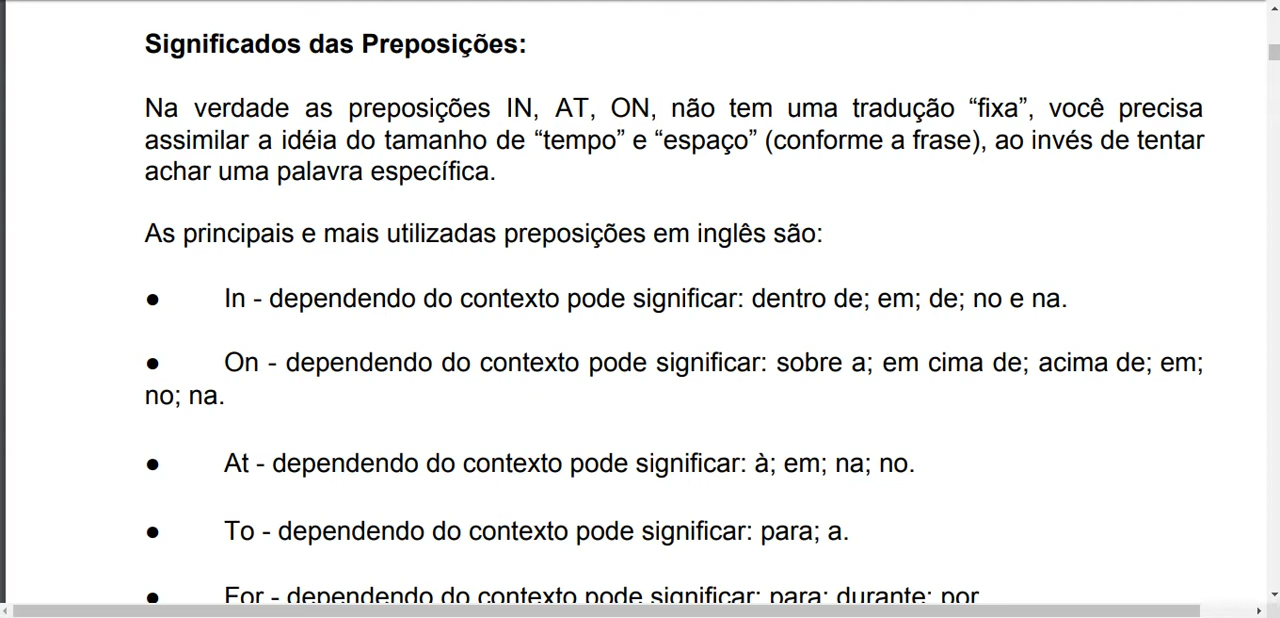 Significados das Preposições:
Na verdade as preposições IN, AT, ON, não tem uma tradução “fixa”, você precisa
assimilar a idéia do tamanho de “tempo” e “espaço” (conforme a frase), ao invés de tentar
achar uma palavra específica.
As principais e mais utilizadas preposições em inglês são:
● In - dependendo do contexto pode significar: dentro de; em; de; no e na.
● On - dependendo do contexto pode significar: sobre a; em cima de; acima de; em;
no; na.
● At - dependendo do contexto pode significar: à; em; na; no.
● To - dependendo do contexto pode significar: para; a.
● For - dependendo do contexto pode significar: para; durante; por